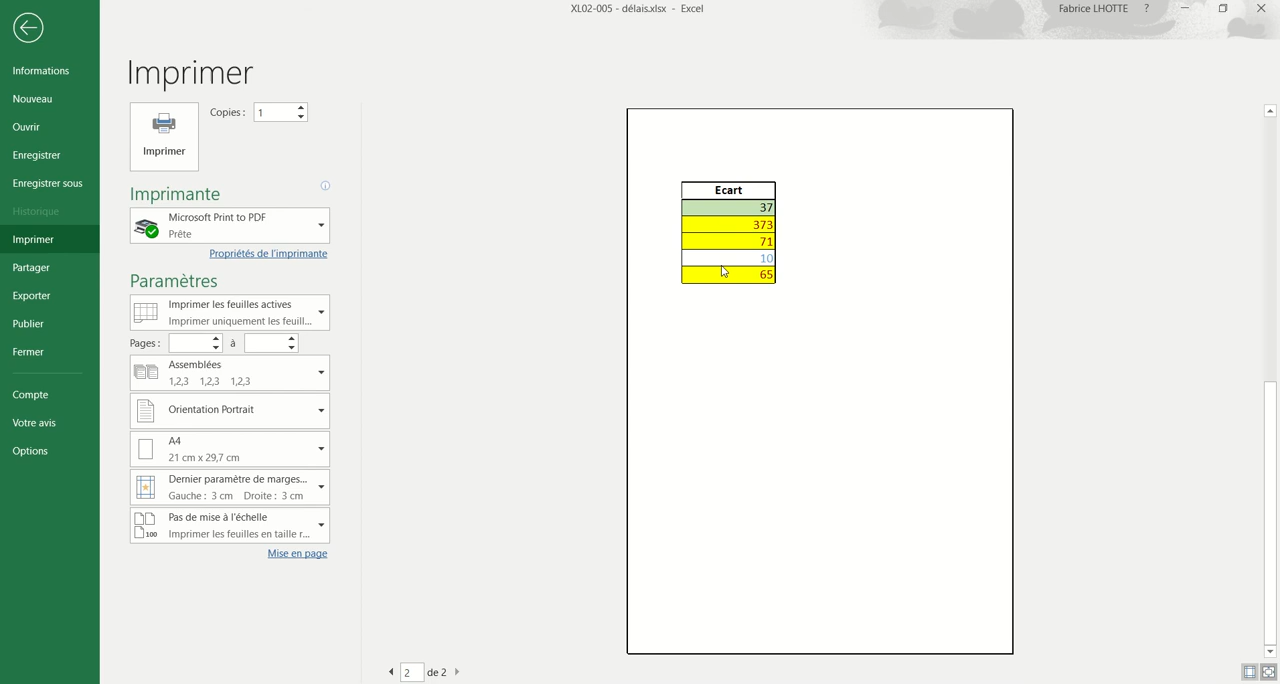 XL02-005 - délais.xlsx - Excel
Fabrice LHOTTE ?
Informations
Nouveau
Ouvrir
Enregistrer
Enregistrer sous
Historique
Imprimer
Partager
Exporter
Publier
Fermer
Compte
Votre avis
Options
Imprimer
Imprimer
Copies : 1
Imprimante
Microsoft Print to PDF
Prête
Propriétés de l'imprimante
Paramètres
Imprimer les feuilles actives
Imprimer uniquement les feuill...
Pages : à
Assemblées
1,2,3 1,2,3 1,2,3
Orientation Portrait
A4
21 cm x 29,7 cm
Dernier paramètre de marges...
Gauche : 3 cm Droite : 3 cm
Pas de mise à l'échelle
100 Imprimer les feuilles en taille r...
Mise en page
Ecart
37
373
71
10
65
2 de 2